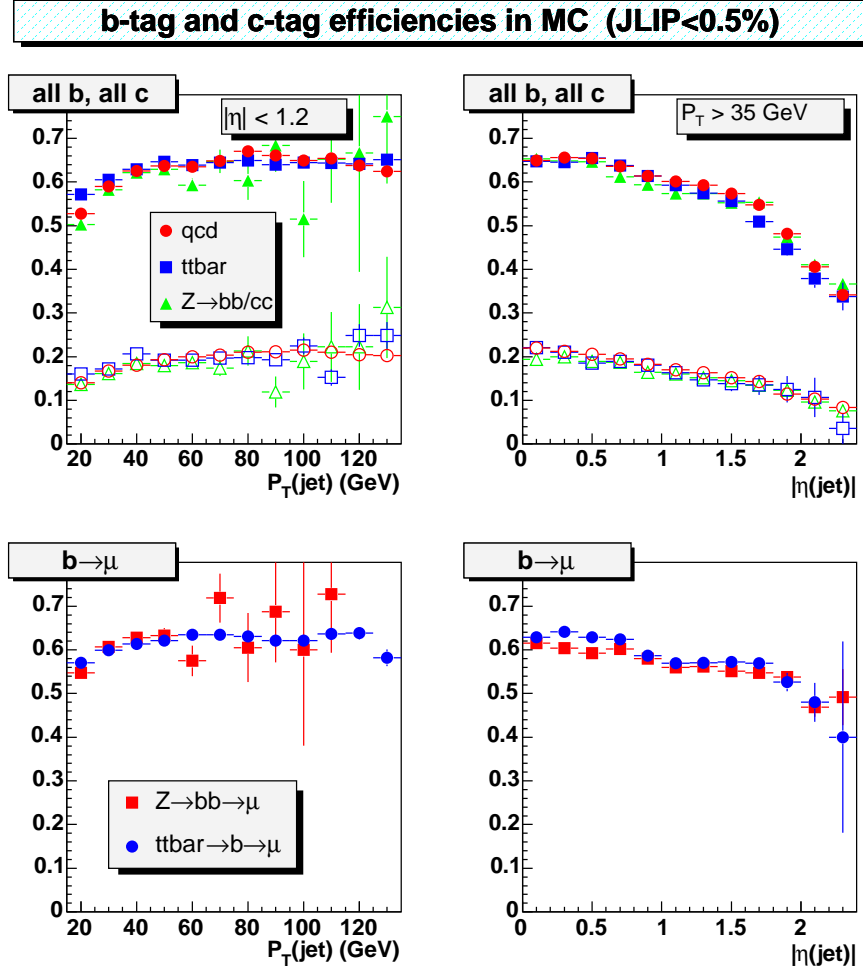 b-tag and c-tag efficiencies in MC (JLIP<0.5%)
all b, all c
|η| < 1.2
0.7
0.6
0.5
0.4
0.3
0.2
0.1
0
qcd
ttbar
Z→bb/cc
20 40 60 80 100 120
P_T(jet) (GeV)
all b, all c
P_T > 35 GeV
0.7
0.6
0.5
0.4
0.3
0.2
0.1
0
0 0.5 1 1.5 2
|η(jet)|
b→μ
0.7
0.6
0.5
0.4
0.3
0.2
0.1
0
Z→bb→μ
ttbar→b→μ
20 40 60 80 100 120
P_T(jet) (GeV)
b→μ
0.7
0.6
0.5
0.4
0.3
0.2
0.1
0
0 0.5 1 1.5 2
|η(jet)|